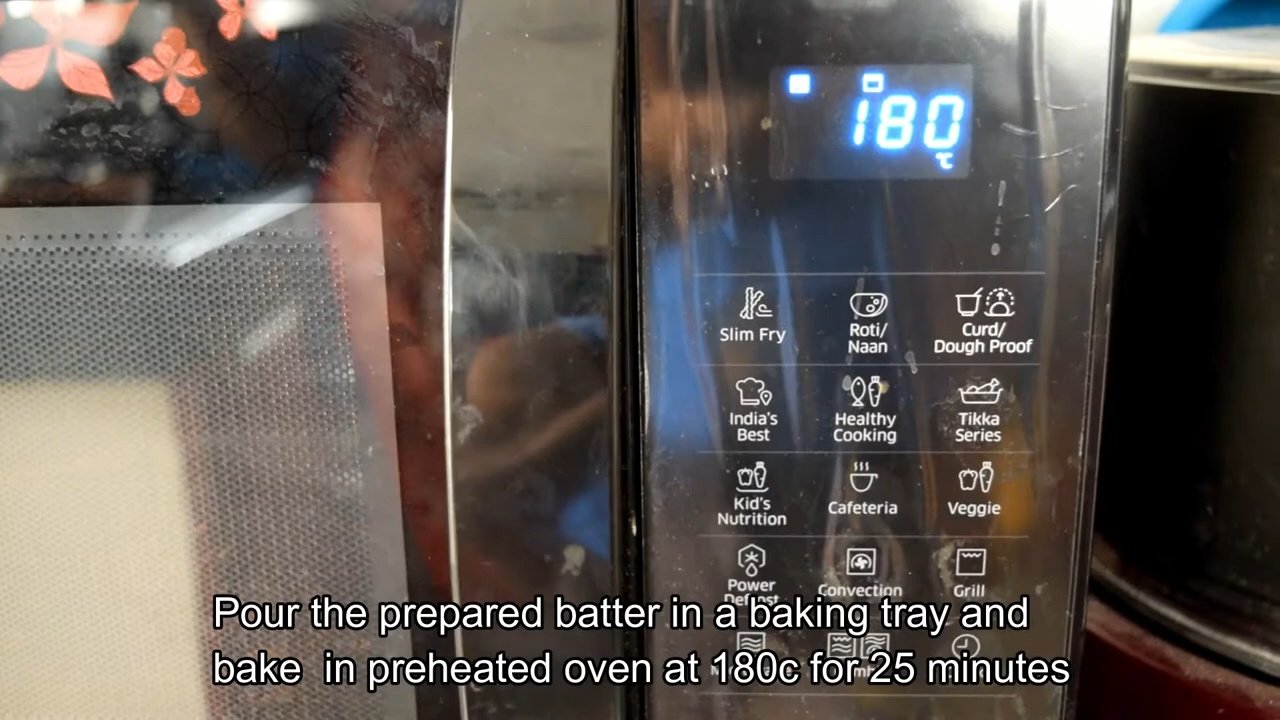 180
℃
Slim Fry
Roti/
Naan
Curd/
Dough Proof
India's
Best
Healthy
Cooking
Tikka
Series
Kid's
Nutrition
Cafeteria
Veggie
Power
Defrost
Convection
Grill
Pour the prepared batter in a baking tray and
bake  in preheated oven at 180c for 25 minutes